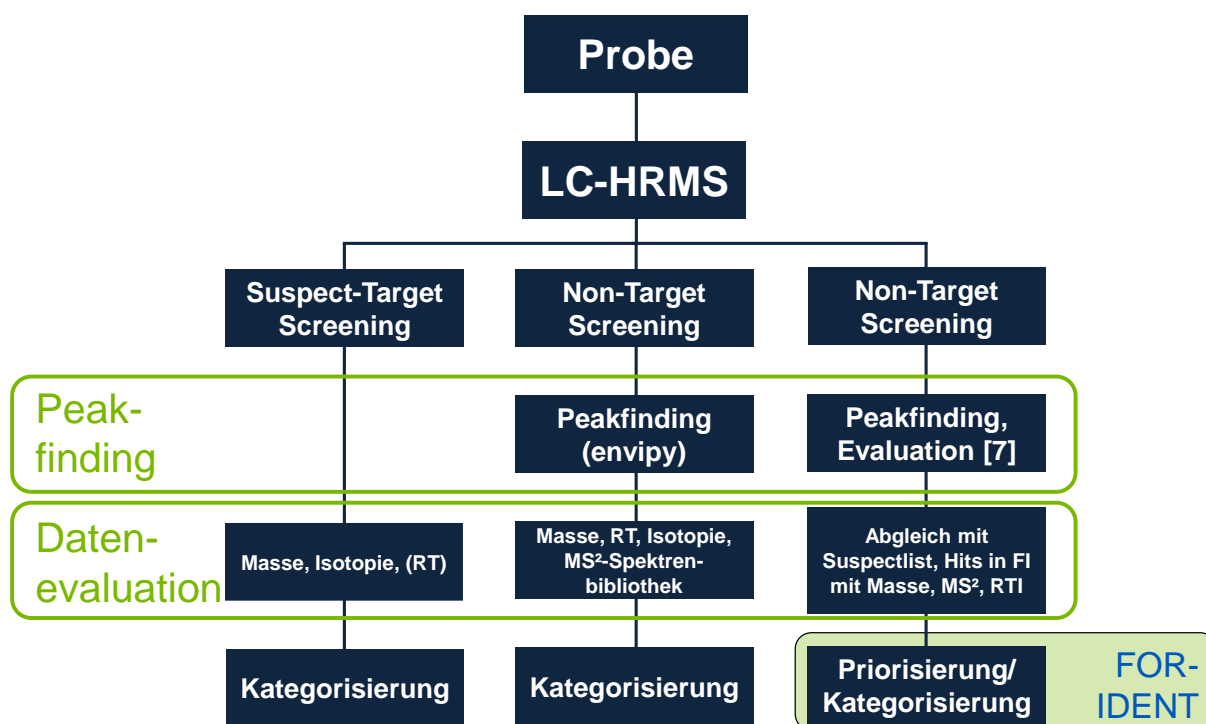 Probe
LC-HRMS
Suspect-Target
Screening
Non-Target
Screening
Non-Target
Screening
Peak-
finding
Peakfinding
(envipy)
Peakfinding,
Evaluation [7]
Daten-
evaluation
Masse, Isotopie, (RT)
Masse, RT, Isotopie,
MS²-Spektren-
bibliothek
Abgleich mit
Suspectlist, Hits in FI
mit Masse, MS², RTI
Kategorisierung
Kategorisierung
Priorisierung/
Kategorisierung
FOR-
IDENT